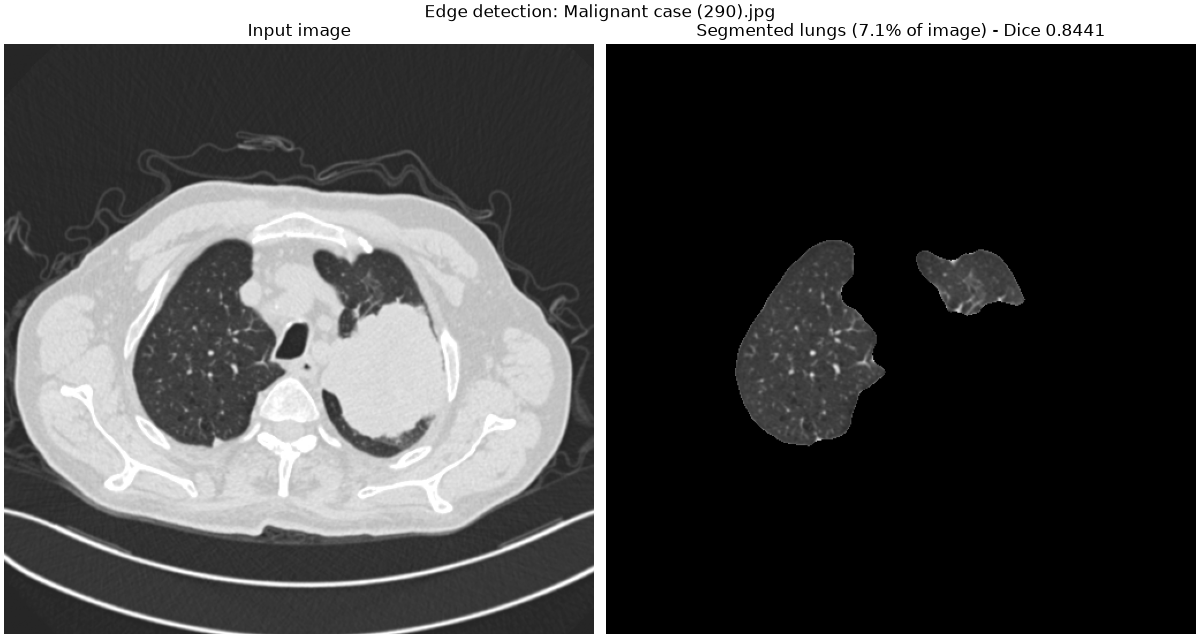 Edge detection: Malignant case (290).jpg
Input image
Segmented lungs (7.1% of image) - Dice 0.8441